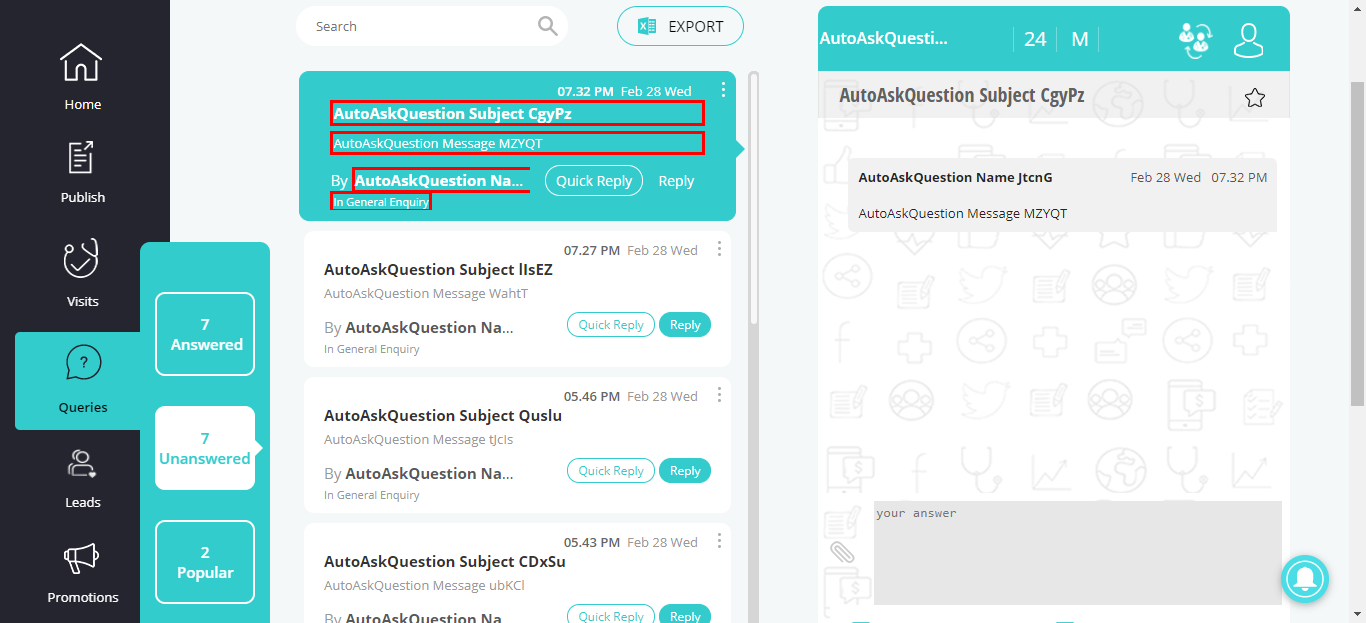 Home
Publish
Visits
?
Queries
Leads
Promotions
7
Answered
7
Unanswered
2
Popular
Search
EXPORT
07.32 PM Feb 28 Wed
AutoAskQuestion Subject CgyPz
AutoAskQuestion Message MZYQT
By AutoAskQuestion Na...
Quick Reply
Reply
In General Enquiry
07.27 PM Feb 28 Wed
AutoAskQuestion Subject lIsEZ
AutoAskQuestion Message WahtT
By AutoAskQuestion Na...
Quick Reply
Reply
In General Enquiry
05.46 PM Feb 28 Wed
AutoAskQuestion Subject Quslu
AutoAskQuestion Message tJcIs
By AutoAskQuestion Na...
Quick Reply
Reply
In General Enquiry
05.43 PM Feb 28 Wed
AutoAskQuestion Subject CDxSu
AutoAskQuestion Message ubKCl
By AutoAskQuestion Na...
Quick Reply
Reply
AutoAskQuesti...
24
M
AutoAskQuestion Subject CgyPz
AutoAskQuestion Name JtcnG
Feb 28 Wed 07.32 PM
AutoAskQuestion Message MZYQT
your answer